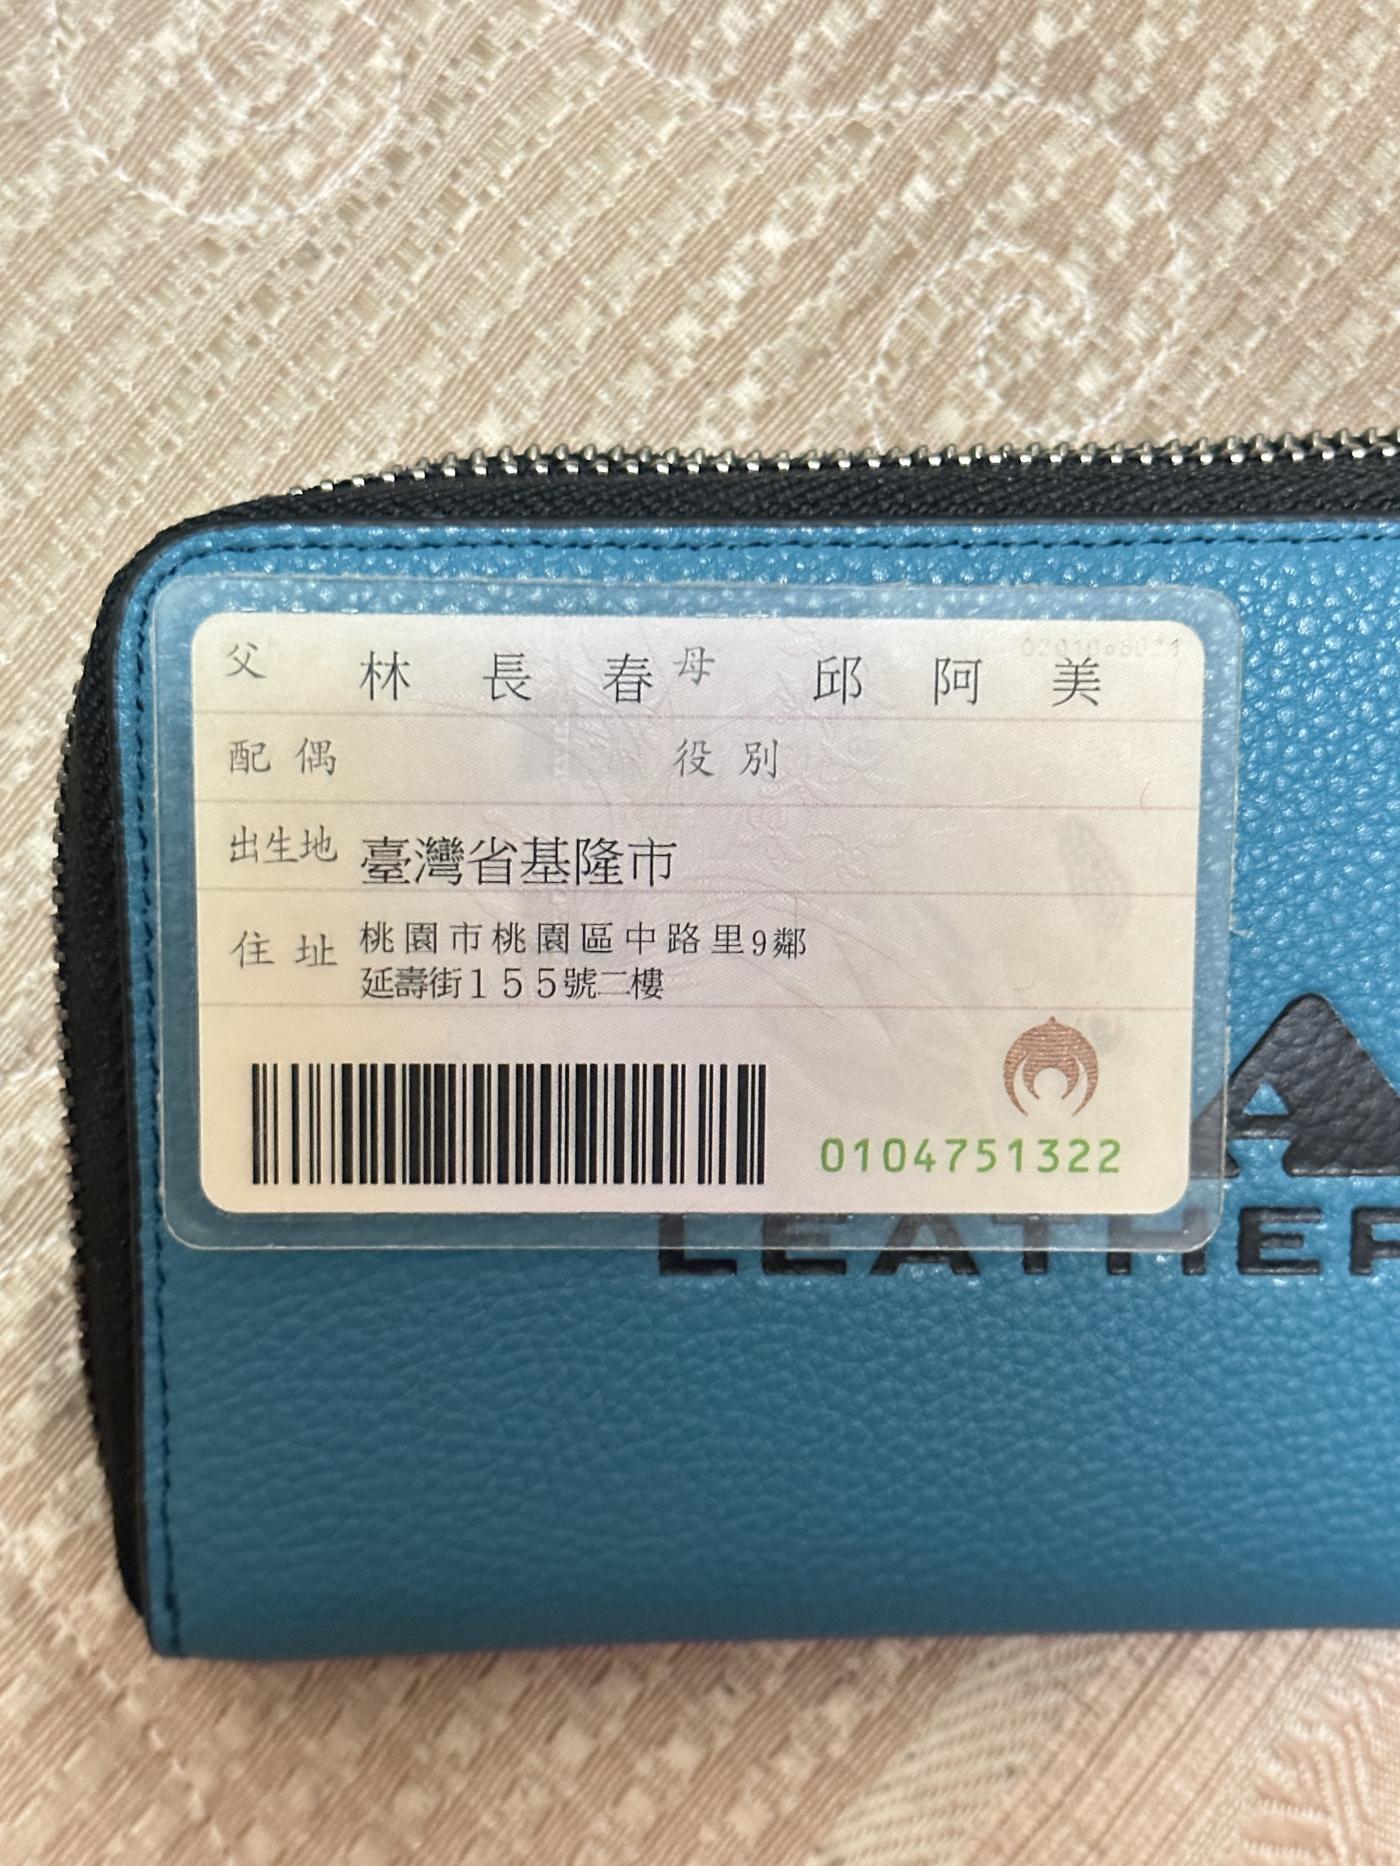 父 林長春 母 邱阿美
配偶 役別
出生地 臺灣省基隆市
住址 桃園市桃園區中路里9鄰
延壽街155號二樓
0104751322
LEATHER